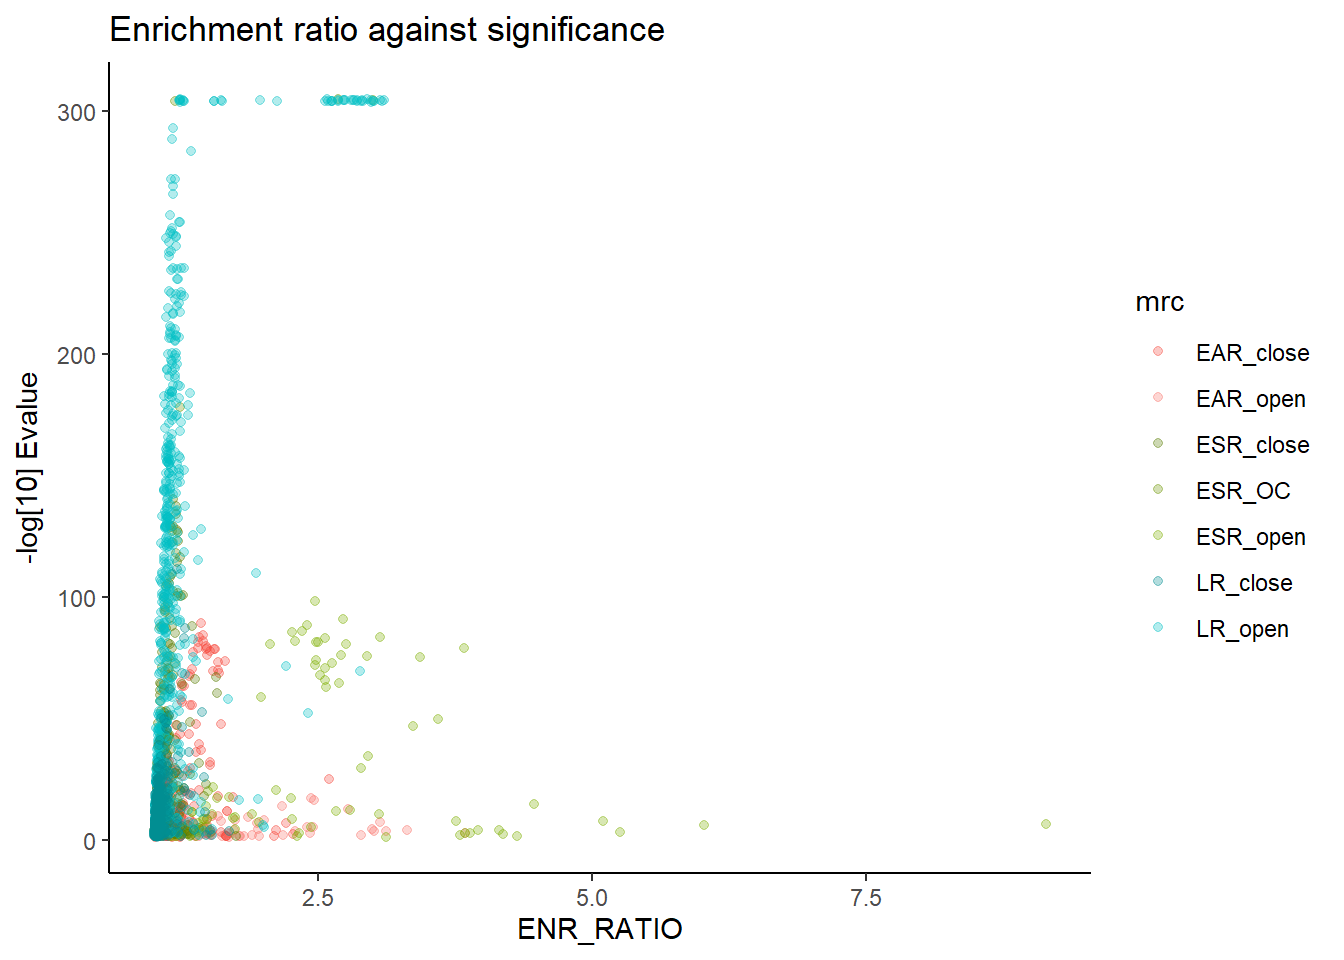 Enrichment ratio against significance
300
200
100
0
-log[10] Evalue
2.5
5.0
7.5
ENR_RATIO
mrc
EAR_close
EAR_open
ESR_close
ESR_OC
ESR_open
LR_close
LR_open